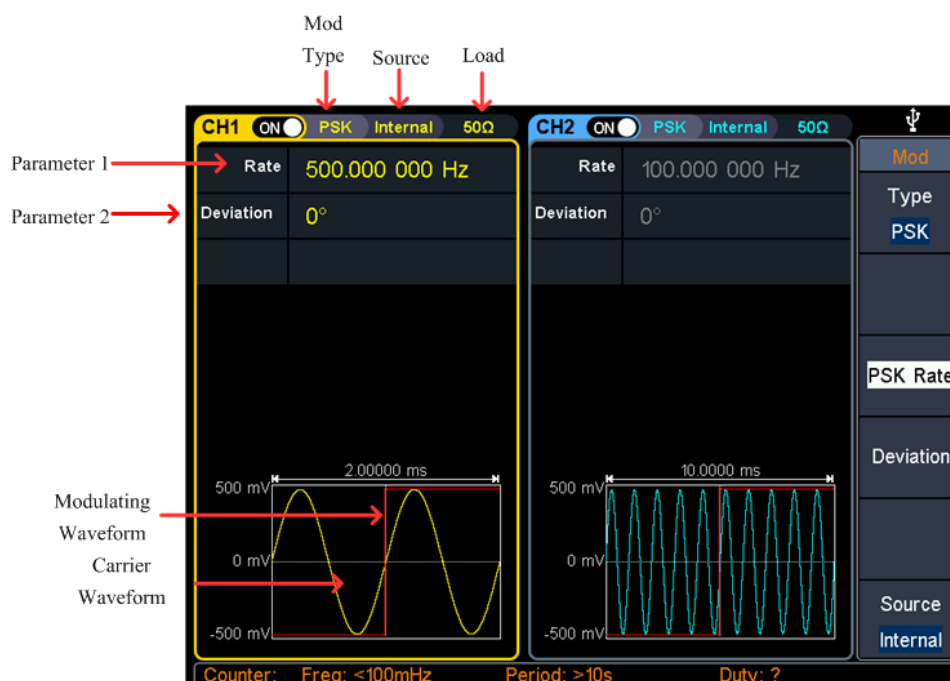 Mod
Type
Source
Load
CH1 ON PSK Internal 50Ω
CH2 ON PSK Internal 50Ω
Parameter 1
Rate 500.000 000 Hz
Rate 100.000 000 Hz
Mod
Parameter 2
Deviation 0°
Deviation 0°
Type
PSK
PSK Rate
Deviation
2.00000 ms
10.0000 ms
500 mV
500 mV
Modulating
Waveform
0 mV
0 mV
Carrier
Waveform
-500 mV
-500 mV
Source
Internal
Counter: Freq: <100mHz Period: >10s Duty: ?